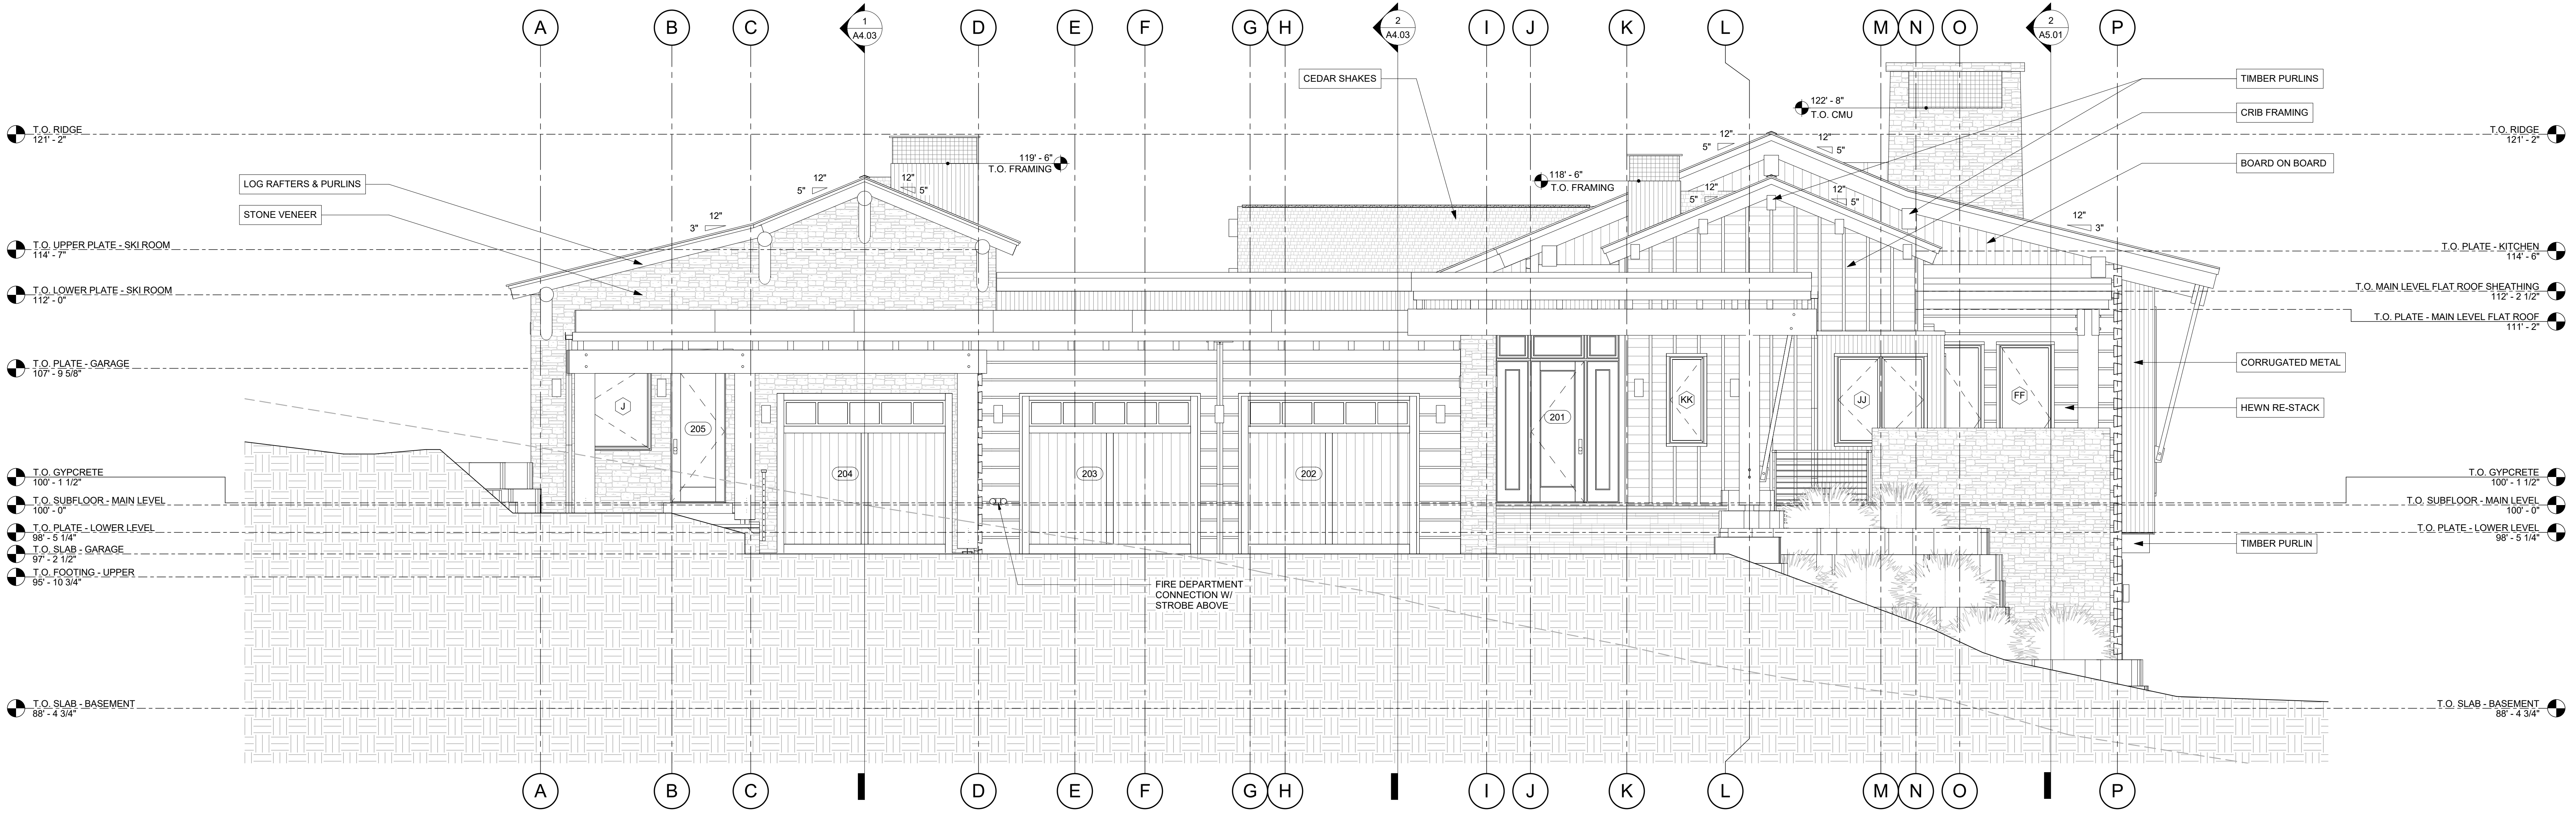 A B C 1 D E F G H 2 I J K L M N O 2 P
A4.03 A4.03 A5.01
CEDAR SHAKES
TIMBER PURLINS
122' - 8"
T.O. CMU
CRIB FRAMING
T.O. RIDGE
121' - 2"
T.O. RIDGE
121' - 2"
12"
5"
12"
5"
119' - 6"
T.O. FRAMING
BOARD ON BOARD
118' - 6"
T.O. FRAMING
LOG RAFTERS & PURLINS
12"
5"
12"
5"
12"
5"
12"
5"
STONE VENEER
12"
3"
12"
3"
T.O. UPPER PLATE - SKI ROOM
114' - 7"
T.O. PLATE - KITCHEN
114' - 6"
T.O. LOWER PLATE - SKI ROOM
112' - 0"
T.O. MAIN LEVEL FLAT ROOF SHEATHING
112' - 2 1/2"
T.O. PLATE - MAIN LEVEL FLAT ROOF
111' - 2"
T.O. PLATE - GARAGE
107' - 9 5/8"
CORRUGATED METAL
HEWN RE-STACK
J
205
204
203
202
201
KK
JJ
FF
T.O. GYPCRETE
100' - 1 1/2"
T.O. GYPCRETE
100' - 1 1/2"
T.O. SUBFLOOR - MAIN LEVEL
100' - 0"
T.O. SUBFLOOR - MAIN LEVEL
100' - 0"
T.O. PLATE - LOWER LEVEL
98' - 5 1/4"
T.O. PLATE - LOWER LEVEL
98' - 5 1/4"
T.O. SLAB - GARAGE
97' - 2 1/2"
TIMBER PURLIN
T.O. FOOTING - UPPER
95' - 10 3/4"
FIRE DEPARTMENT
CONNECTION W/
STROBE ABOVE
T.O. SLAB - BASEMENT
88' - 4 3/4"
T.O. SLAB - BASEMENT
88' - 4 3/4"
A B C D E F G H I J K L M N O P